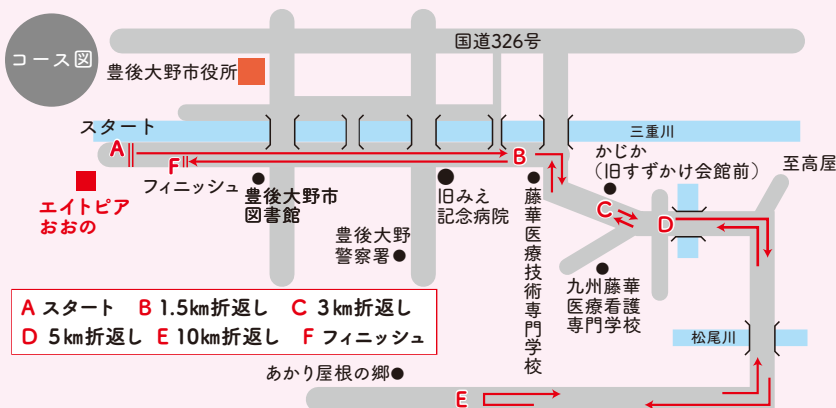 コース図
国道326号
豊後大野市役所
スタート
三重川
A
B
F
フィニッシュ
かじか
（旧すずかけ会館前）
至高屋
エイトピア
おおの
豊後大野市
図書館
旧みえ
記念病院
藤華医療技術専門学校
C
D
豊後大野
警察署
九州藤華
医療看護
専門学校
A スタート B 1.5km折返し C 3km折返し
D 5km折返し E 10km折返し F フィニッシュ
松尾川
あかり屋根の郷
E